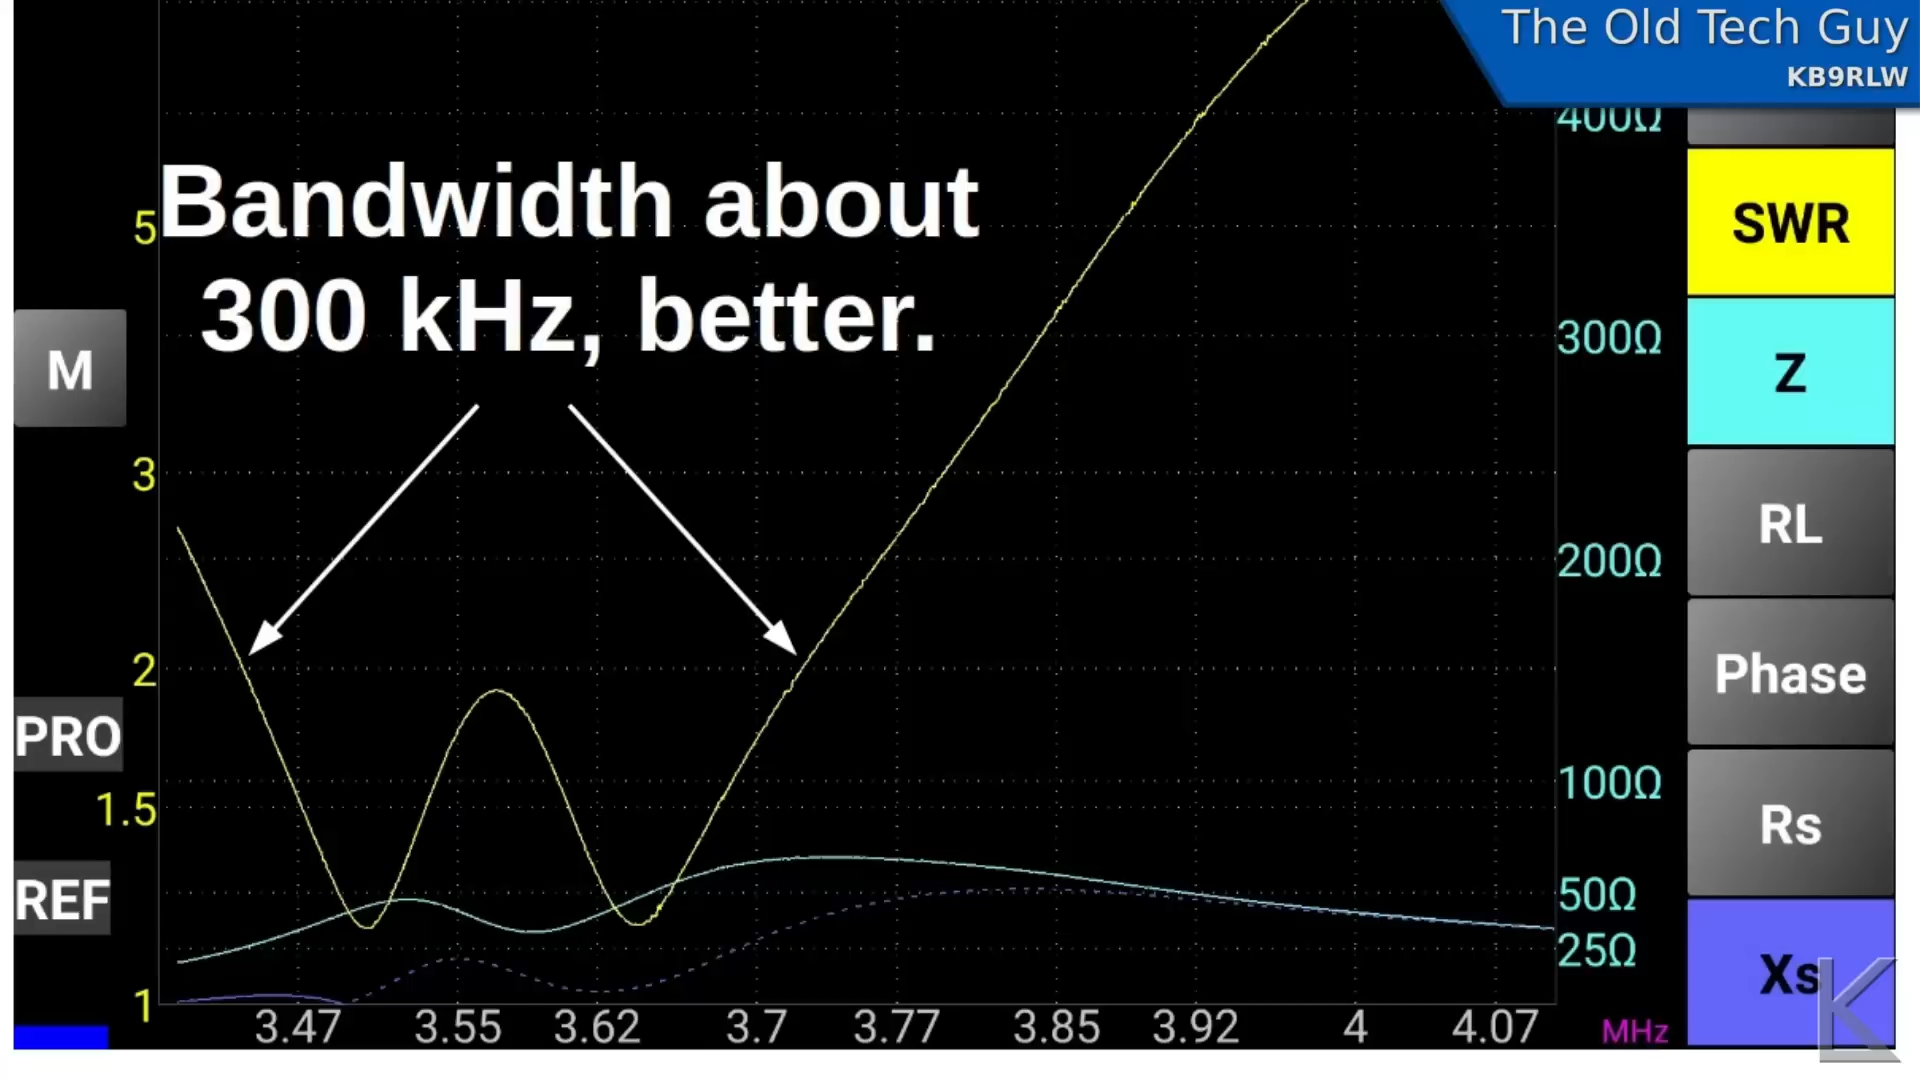 The Old Tech Guy
KB9RLW
400Ω
Bandwidth about
300 kHz, better.
5
SWR
300Ω
M
Z
3
RL
200Ω
2
Phase
PRO
100Ω
1.5
Rs
REF
50Ω
25Ω
Xs
K
1
3.47 3.55 3.62 3.7 3.77 3.85 3.92 4 4.07 MHz